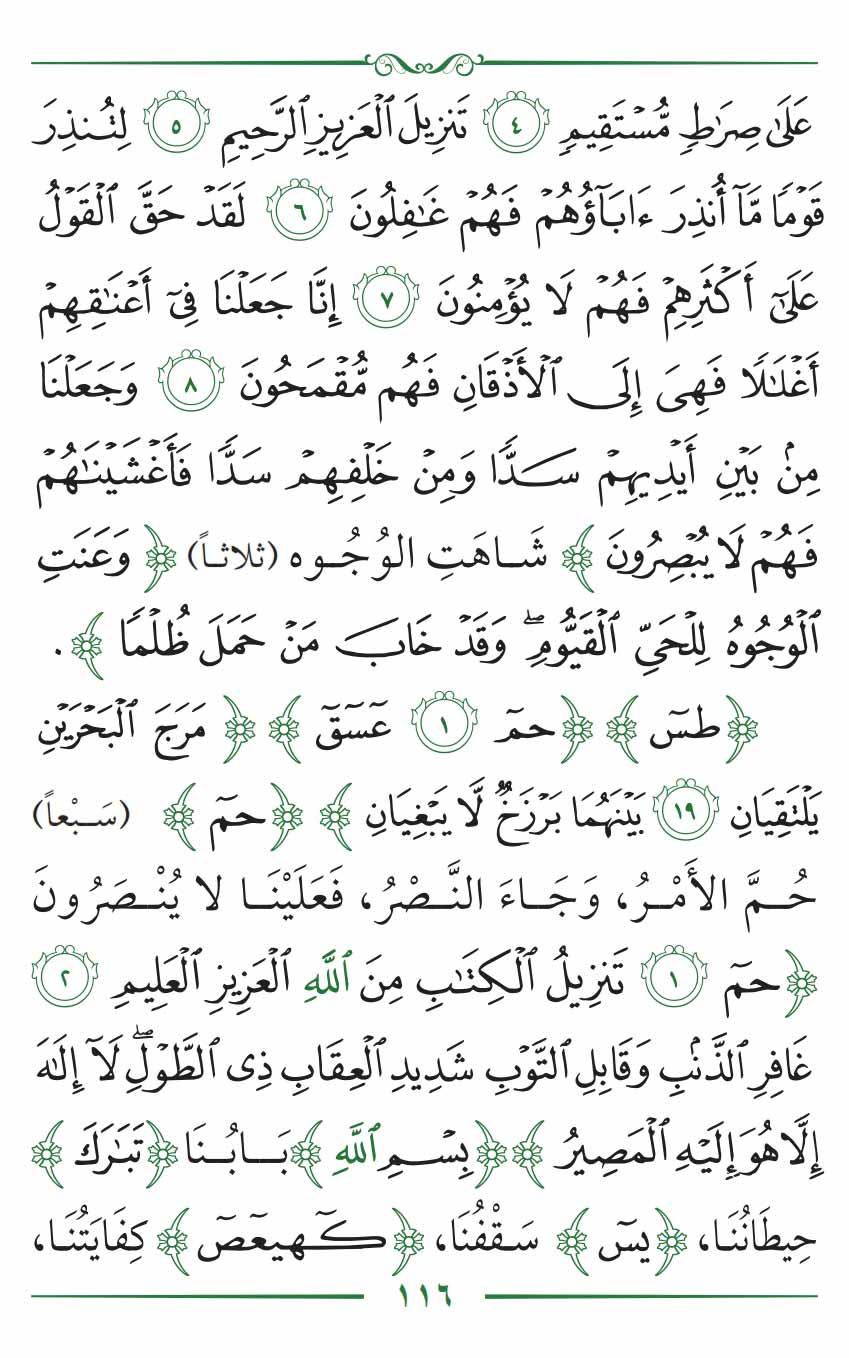 عَلَىٰ صِرَٰطٍ مُّسْتَقِيمٍ ٤ تَنزِيلَ ٱلْعَزِيزِ ٱلرَّحِيمِ ٥ لِتُنذِرَ
قَوْمًا مَّآ أُنذِرَ ءَابَآؤُهُمْ فَهُمْ غَٰفِلُونَ ٦ لَقَدْ حَقَّ ٱلْقَوْلُ
عَلَىٰٓ أَكْثَرِهِمْ فَهُمْ لَا يُؤْمِنُونَ ٧ إِنَّا جَعَلْنَا فِىٓ أَعْنَٰقِهِمْ
أَغْلَٰلًا فَهِىَ إِلَى ٱلْأَذْقَانِ فَهُم مُّقْمَحُونَ ٨ وَجَعَلْنَا
مِنۢ بَيْنِ أَيْدِيهِمْ سَدًّا وَمِنْ خَلْفِهِمْ سَدًّا فَأَغْشَيْنَٰهُمْ
فَهُمْ لَا يُبْصِرُونَ ﴾ شَاهَتِ الوُجُوه (ثلاثاً) ﴿ وَعَنَتِ
ٱلْوُجُوهُ لِلْحَىِّ ٱلْقَيُّومِۖ وَقَدْ خَابَ مَنْ حَمَلَ ظُلْمًا ﴾ .
﴿ طسٓ ﴾ ﴿ حمٓ ١ عٓسٓقٓ ﴾ ﴿ مَرَجَ ٱلْبَحْرَيْنِ
يَلْتَقِيَانِ ١٩ بَيْنَهُمَا بَرْزَخٌ لَّا يَبْغِيَانِ ﴾ ﴿ حمٓ ﴾ (سَبْعاً)
حُمَّ الأَمْرُ، وَجَاءَ النَّصْرُ، فَعَلَيْنَا لا يُنْصَرُونَ
﴿ حمٓ ١ تَنزِيلُ ٱلْكِتَٰبِ مِنَ ٱللَّهِ ٱلْعَزِيزِ ٱلْعَلِيمِ ٢
غَافِرِ ٱلذَّنۢبِ وَقَابِلِ ٱلتَّوْبِ شَدِيدِ ٱلْعِقَابِ ذِى ٱلطَّوْلِۖ لَآ إِلَٰهَ
إِلَّا هُوَ إِلَيْهِ ٱلْمَصِيرُ ﴾ ﴿ بِسْمِ ٱللَّهِ ﴾ بَابُنَا ﴿ تَبَٰرَكَ ﴾
حِيطَانُنَا، ﴿ يسٓ ﴾ سَقْفُنَا، ﴿ كٓهيعٓصٓ ﴾ كِفَايَتُنَا،
١١٦